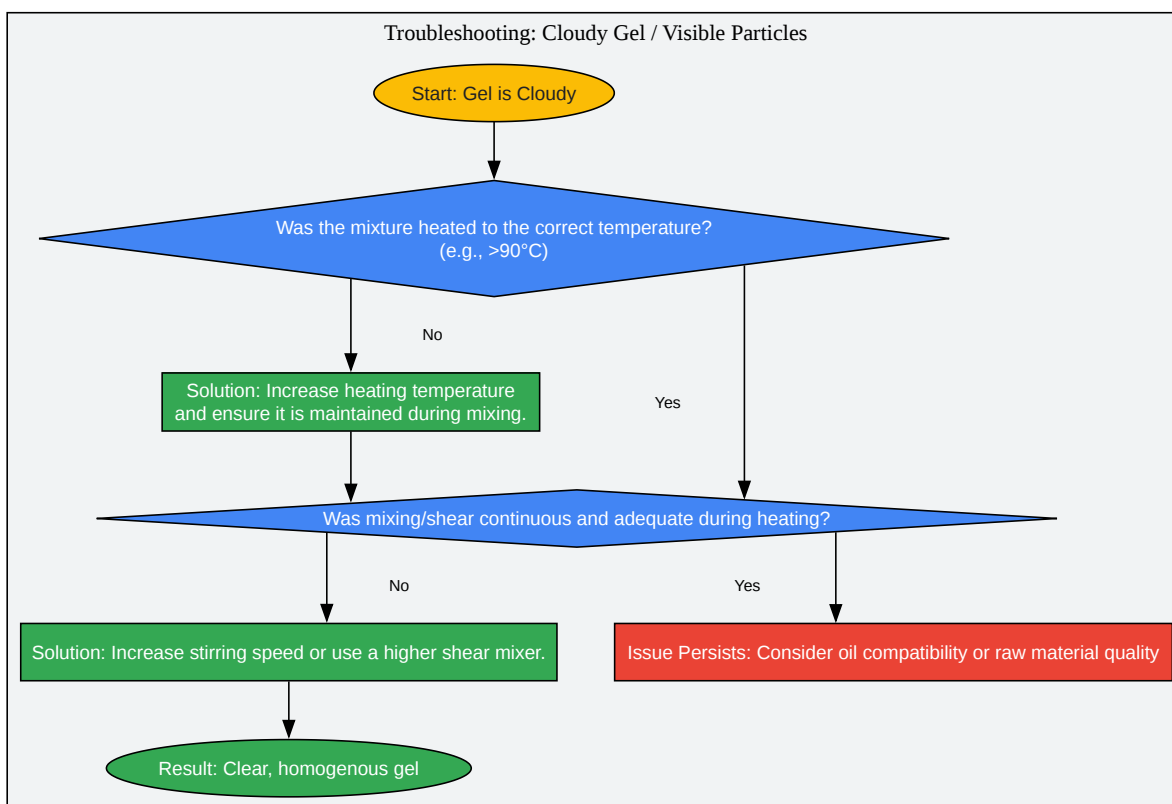 Troubleshooting: Cloudy Gel / Visible Particles
Start: Gel is Cloudy
Was the mixture heated to the correct temperature?
(e.g., >90°C)
No
Solution: Increase heating temperature
and ensure it is maintained during mixing.
Yes
Was mixing/shear continuous and adequate during heating?
No
Yes
Solution: Increase stirring speed or use a higher shear mixer.
Issue Persists: Consider oil compatibility or raw material quality
Result: Clear, homogenous gel